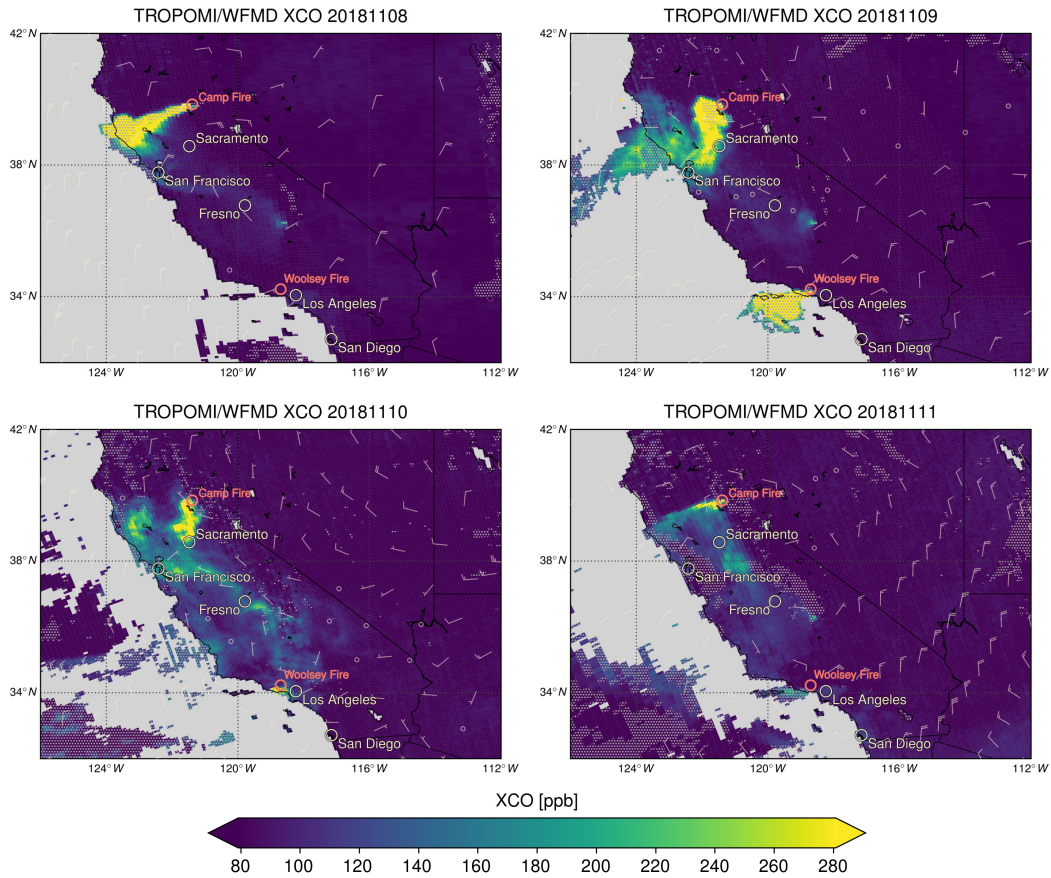 TROPOMI/WFMD XCO 20181108
42° N
38° N
34° N
124° W
120° W
116° W
112° W
Camp Fire
Sacramento
San Francisco
Fresno
Woolsey Fire
Los Angeles
San Diego
TROPOMI/WFMD XCO 20181109
42° N
38° N
34° N
124° W
120° W
116° W
112° W
Camp Fire
Sacramento
San Francisco
Fresno
Woolsey Fire
Los Angeles
San Diego
TROPOMI/WFMD XCO 20181110
42° N
38° N
34° N
124° W
120° W
116° W
112° W
Camp Fire
Sacramento
San Francisco
Fresno
Woolsey Fire
Los Angeles
San Diego
TROPOMI/WFMD XCO 20181111
42° N
38° N
34° N
124° W
120° W
116° W
112° W
Camp Fire
Sacramento
San Francisco
Fresno
Woolsey Fire
Los Angeles
San Diego
XCO [ppb]
80 100 120 140 160 180 200 220 240 260 280